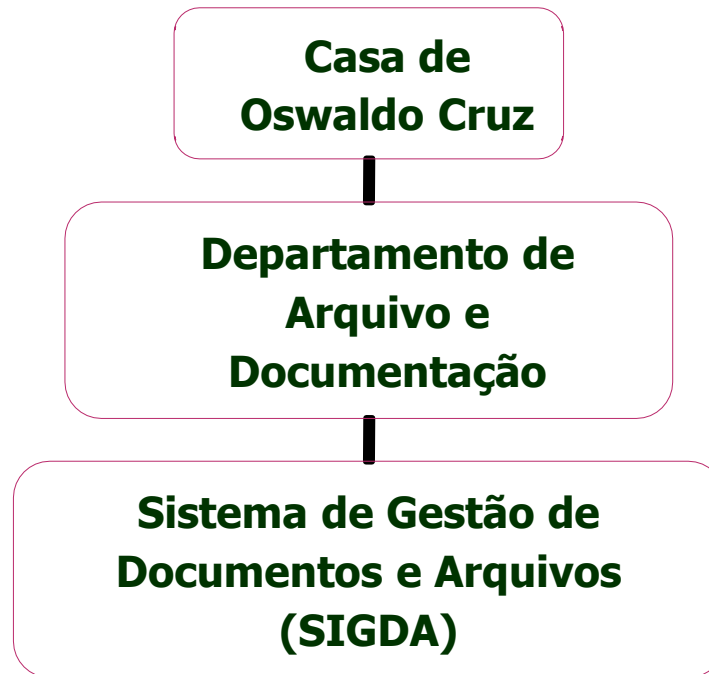 Casa de
Oswaldo Cruz
Departamento de
Arquivo e
Documentação
Sistema de Gestão de
Documentos e Arquivos
(SIGDA)